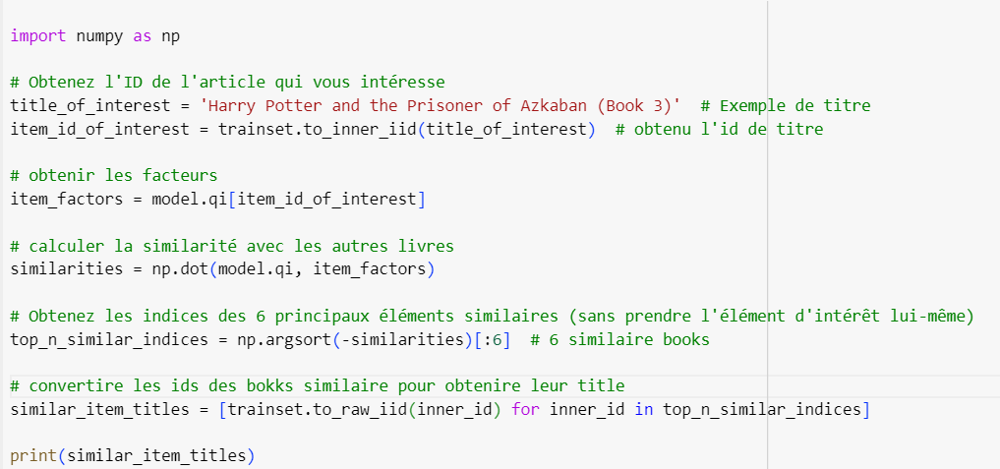 import numpy as np
# Obtenez l'ID de l'article qui vous intéresse
title_of_interest = 'Harry Potter and the Prisoner of Azkaban (Book 3)'  # Exemple de titre
item_id_of_interest = trainset.to_inner_iid(title_of_interest)  # obtenu l'id de titre
# obtenir les facteurs
item_factors = model.qi[item_id_of_interest]
# calculer la similarité avec les autres livres
similarities = np.dot(model.qi, item_factors)
# Obtenez les indices des 6 principaux éléments similaires (sans prendre l'élément d'intérêt lui-même)
top_n_similar_indices = np.argsort(-similarities)[:6]  # 6 similaire books
# convertire les ids des bokks similaire pour obtenire leur title
similar_item_titles = [trainset.to_raw_iid(inner_id) for inner_id in top_n_similar_indices]
print(similar_item_titles)